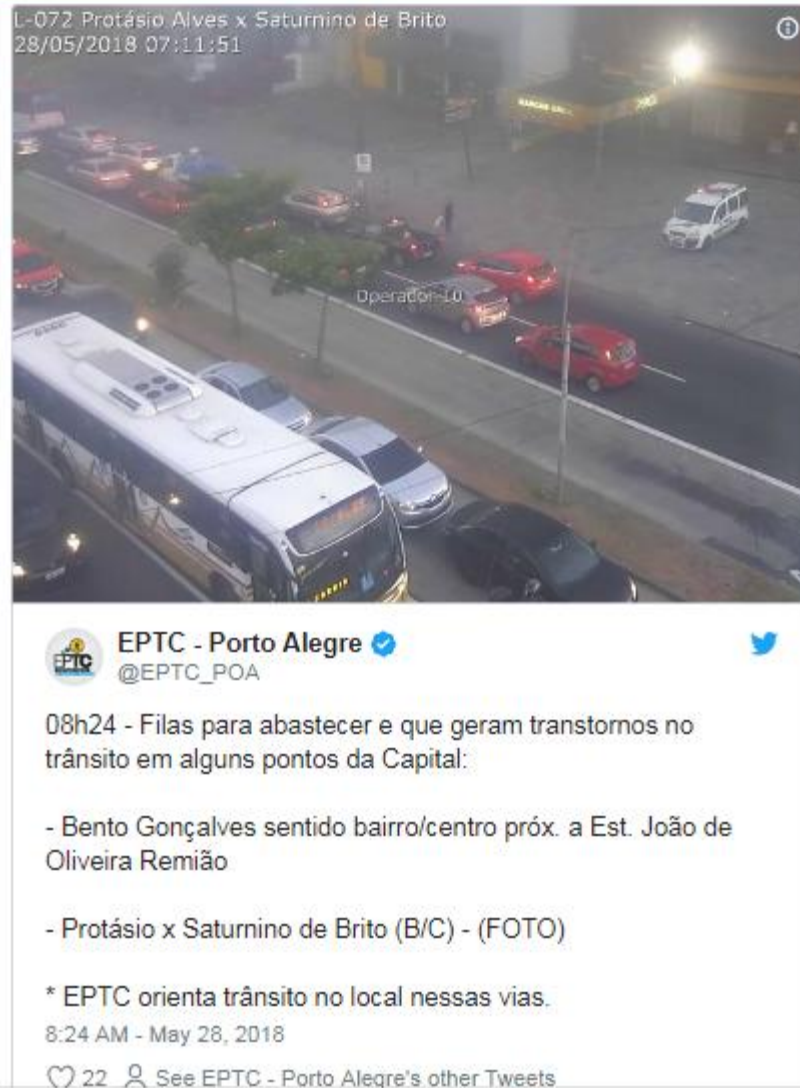 L-072 Protásio Alves x Saturnino de Brito
28/05/2018 07:11:51
Operador 10
EPTC
EPTC - Porto Alegre
@EPTC_POA
08h24 - Filas para abastecer e que geram transtornos no
trânsito em alguns pontos da Capital:
- Bento Gonçalves sentido bairro/centro próx. a Est. João de
Oliveira Remião
- Protásio x Saturnino de Brito (B/C) - (FOTO)
* EPTC orienta trânsito no local nessas vias.
8:24 AM - May 28, 2018
22 See EPTC - Porto Alegre's other Tweets